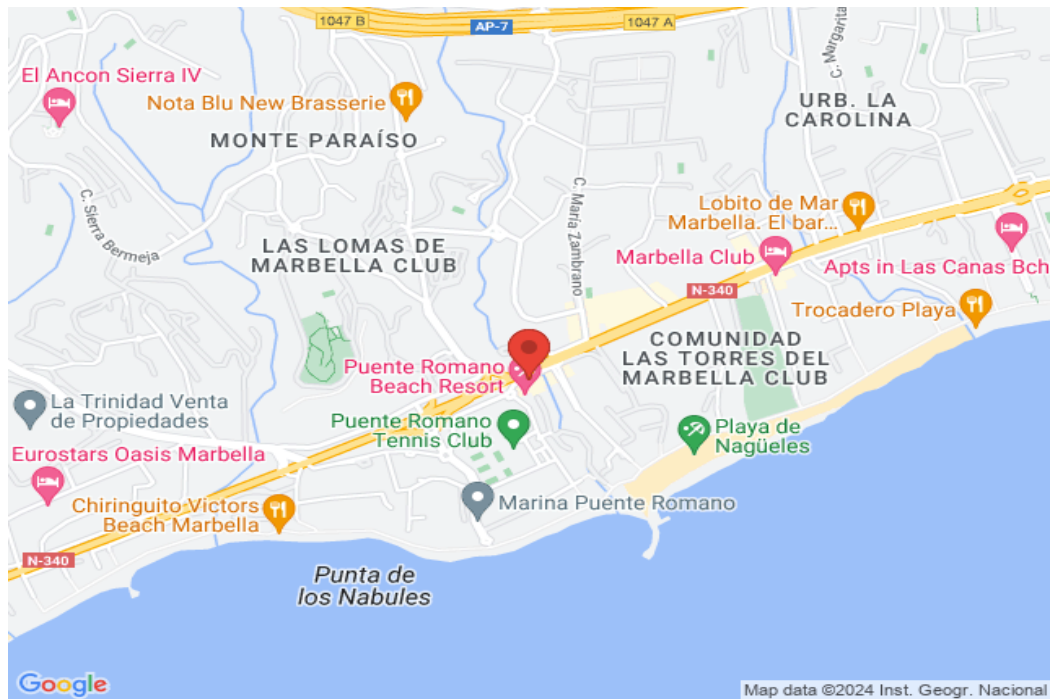 1047 B
AP-7
1047 A
C. Margarita
El Ancon Sierra IV
Nota Blu New Brasserie
MONTE PARAÍSO
URB. LA
CAROLINA
C. Sierra Bermeja
C. María Zambrano
Lobito de Mar
Marbella. El bar...
LAS LOMAS DE
MARBELLA CLUB
Marbella Club
Apts in Las Canas Bch
N-340
Trocadero Playa
COMUNIDAD
LAS TORRES DEL
MARBELLA CLUB
Puente Romano
Beach Resort
La Trinidad Venta
de Propiedades
Puente Romano
Tennis Club
Playa de
Nagüeles
Eurostars Oasis Marbella
Chiringuito Victors
Beach Marbella
Marina Puente Romano
N-340
Punta de
los Nabules
Google
Map data ©2024 Inst. Geogr. Nacional